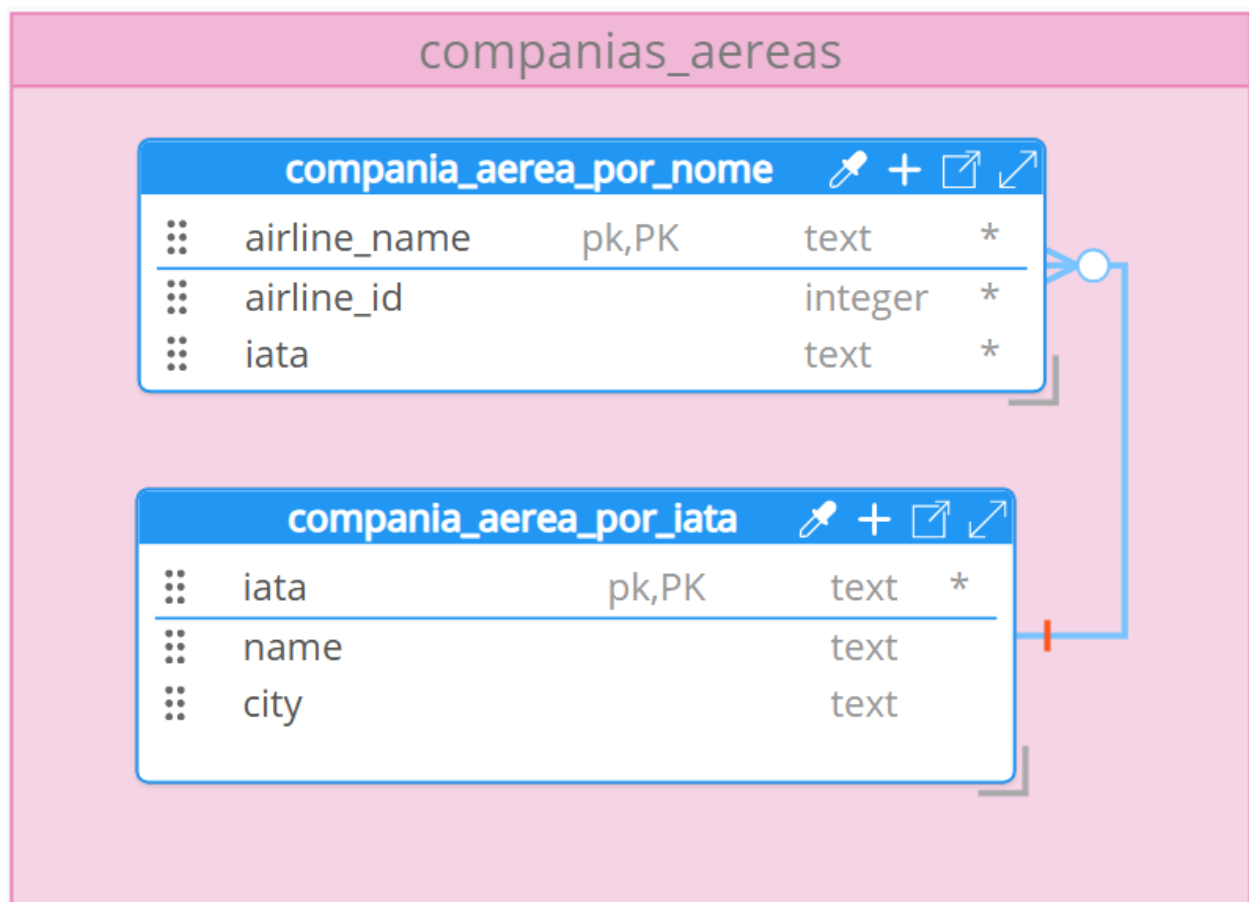 companias_aereas
compania_aerea_por_nome
airline_name pk,PK text *
airline_id integer *
iata text *
compania_aerea_por_iata
iata pk,PK text *
name text
city text